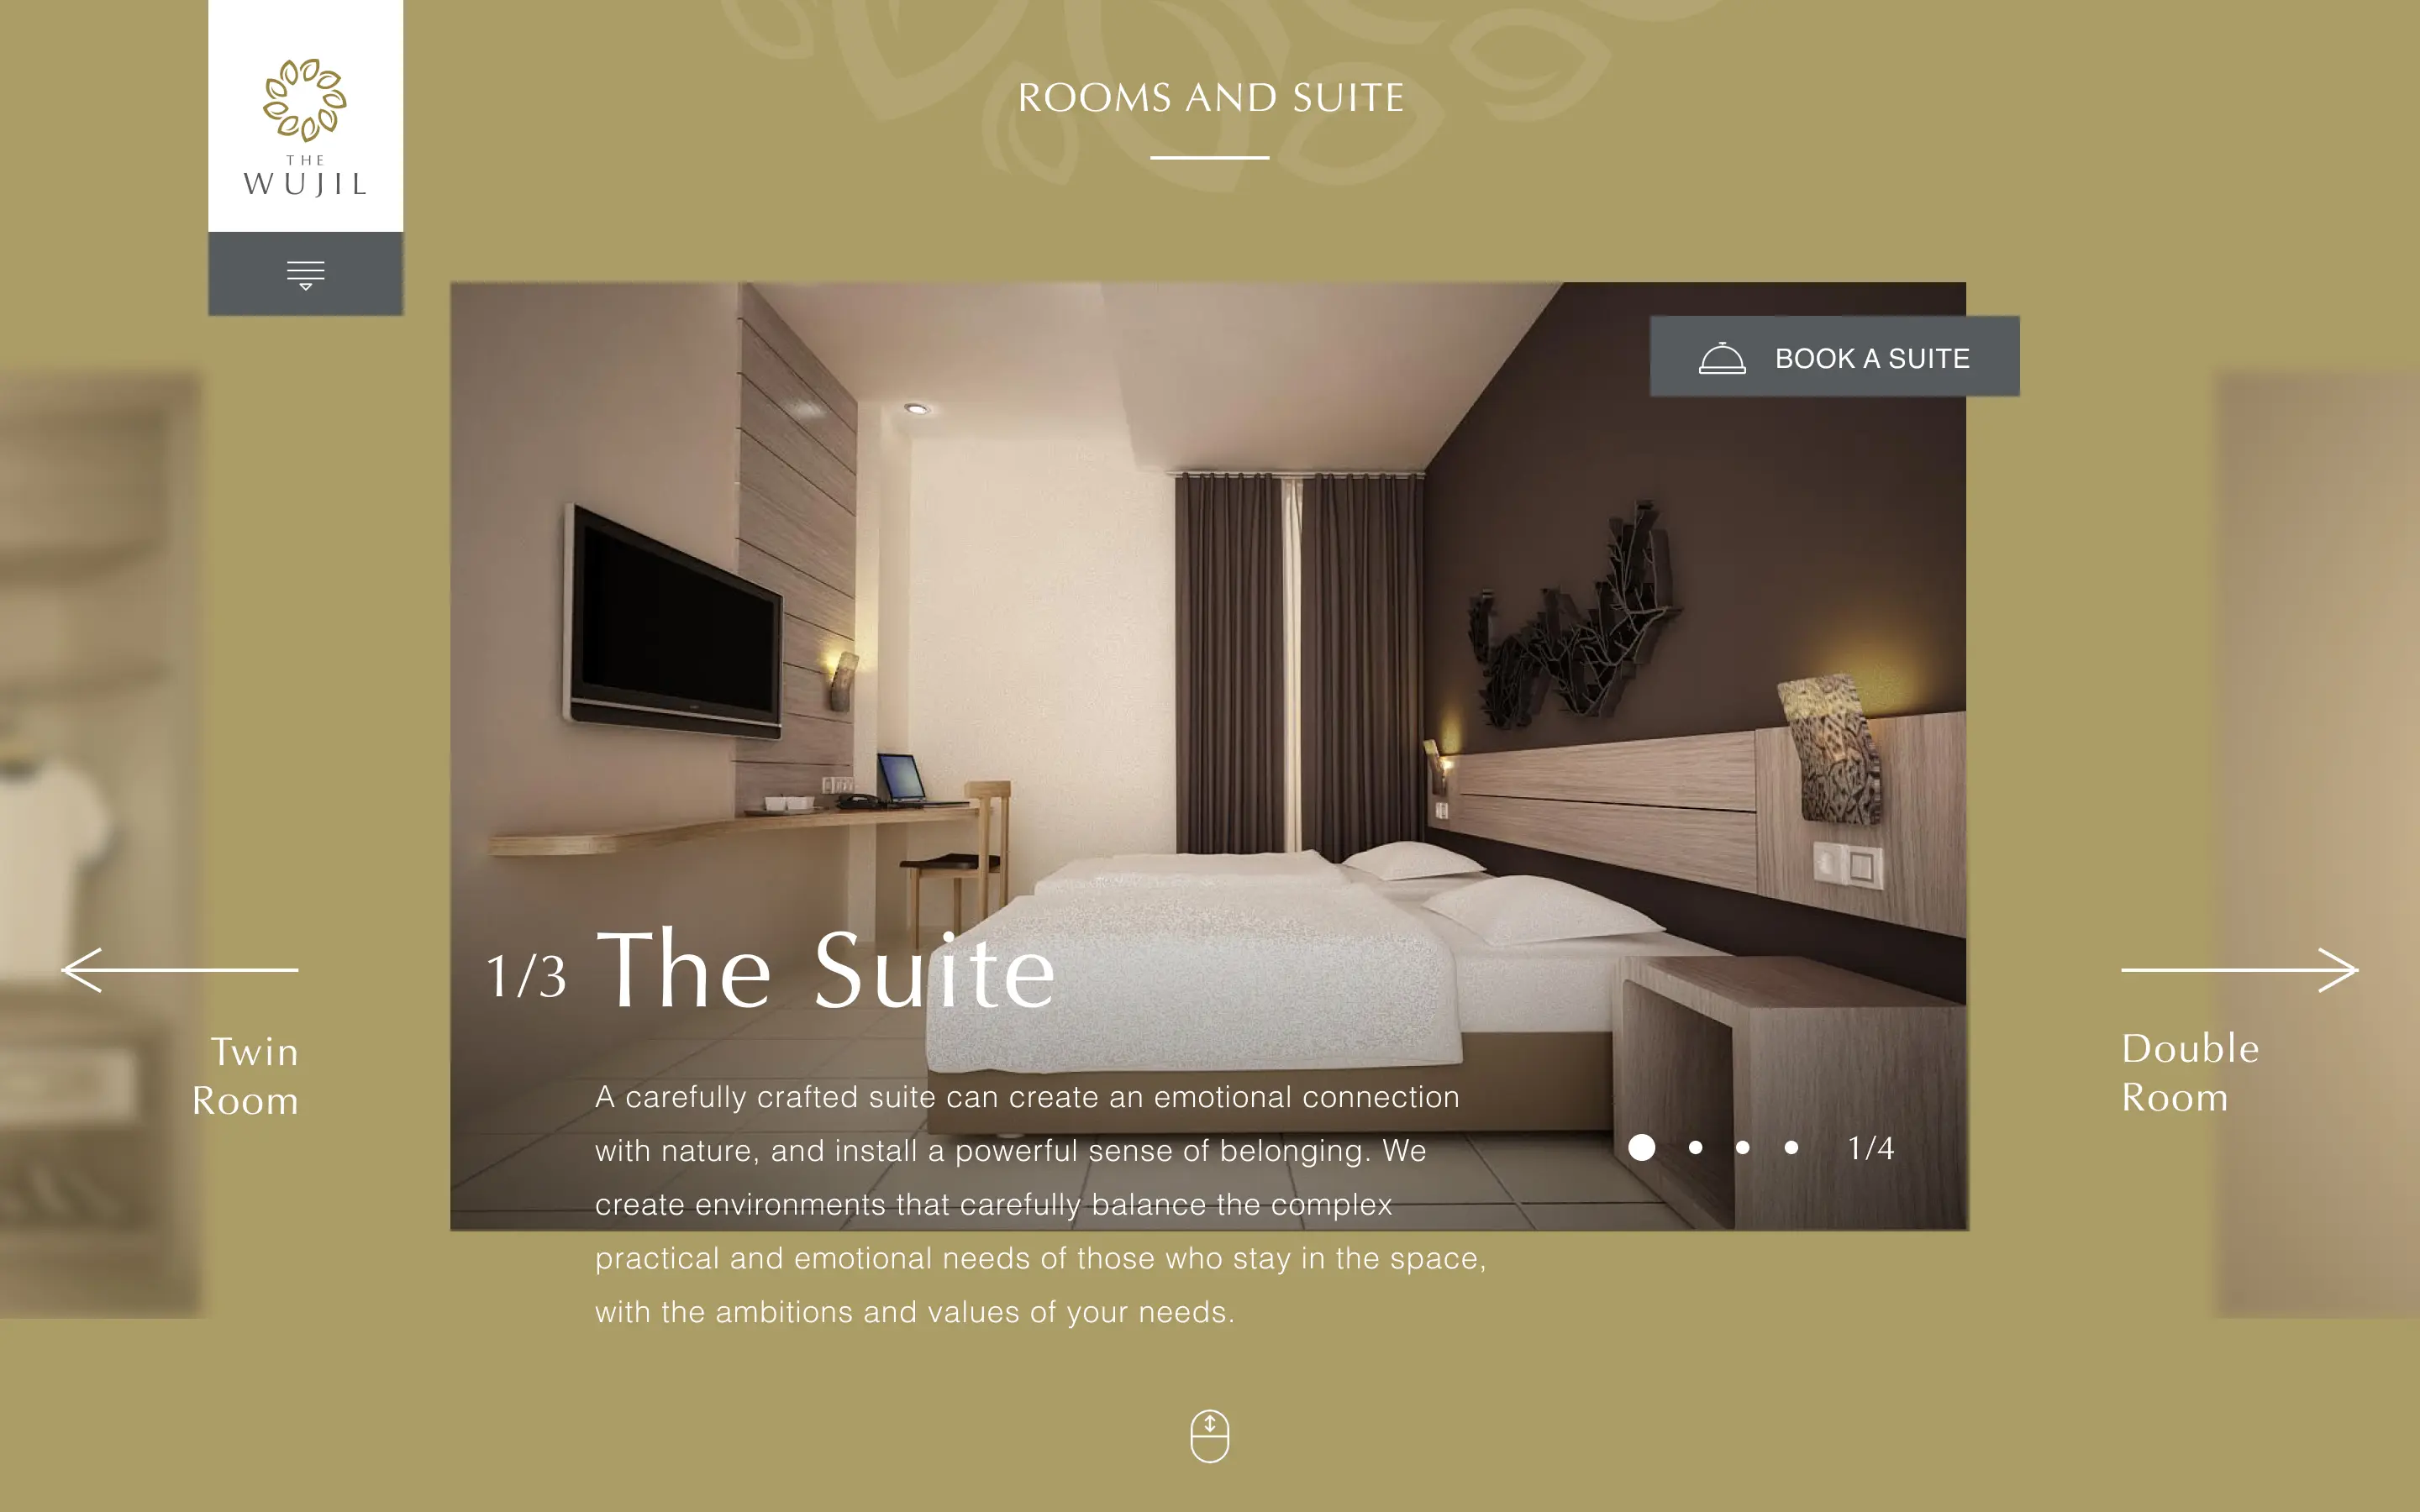 THE
WUJIL
ROOMS AND SUITE
BOOK A SUITE
1/3 The Suite
A carefully crafted suite can create an emotional connection
with nature, and install a powerful sense of belonging. We
create environments that carefully balance the complex
practical and emotional needs of those who stay in the space,
with the ambitions and values of your needs.
1/4
Twin
Room
Double
Room